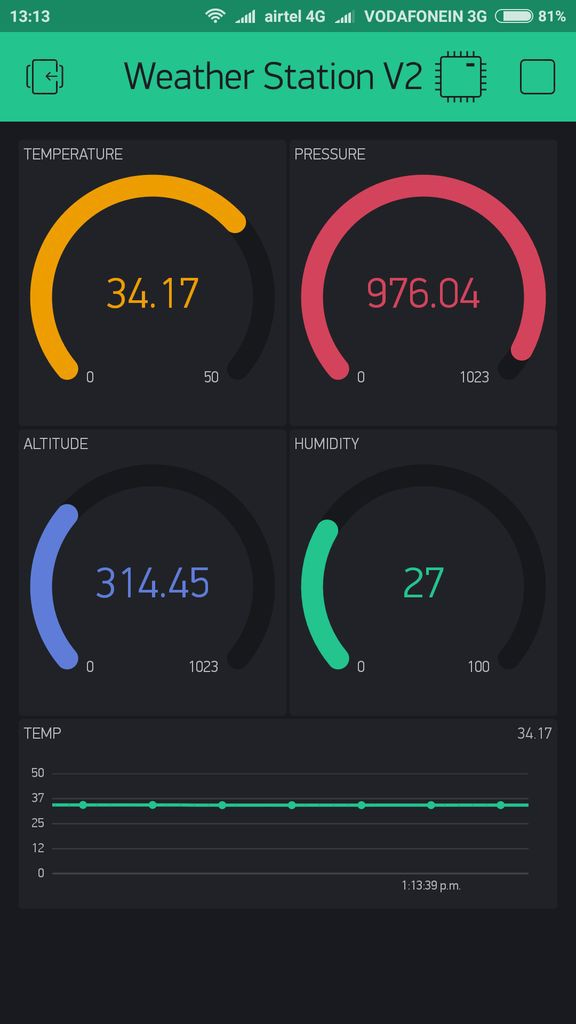 13:13 airtel 4G VODAFONEIN 3G 81%
Weather Station V2
TEMPERATURE
34.17
0 50
PRESSURE
976.04
0 1023
ALTITUDE
314.45
0 1023
HUMIDITY
27
0 100
TEMP 34.17
50
37
25
12
0
1:13:39 p.m.